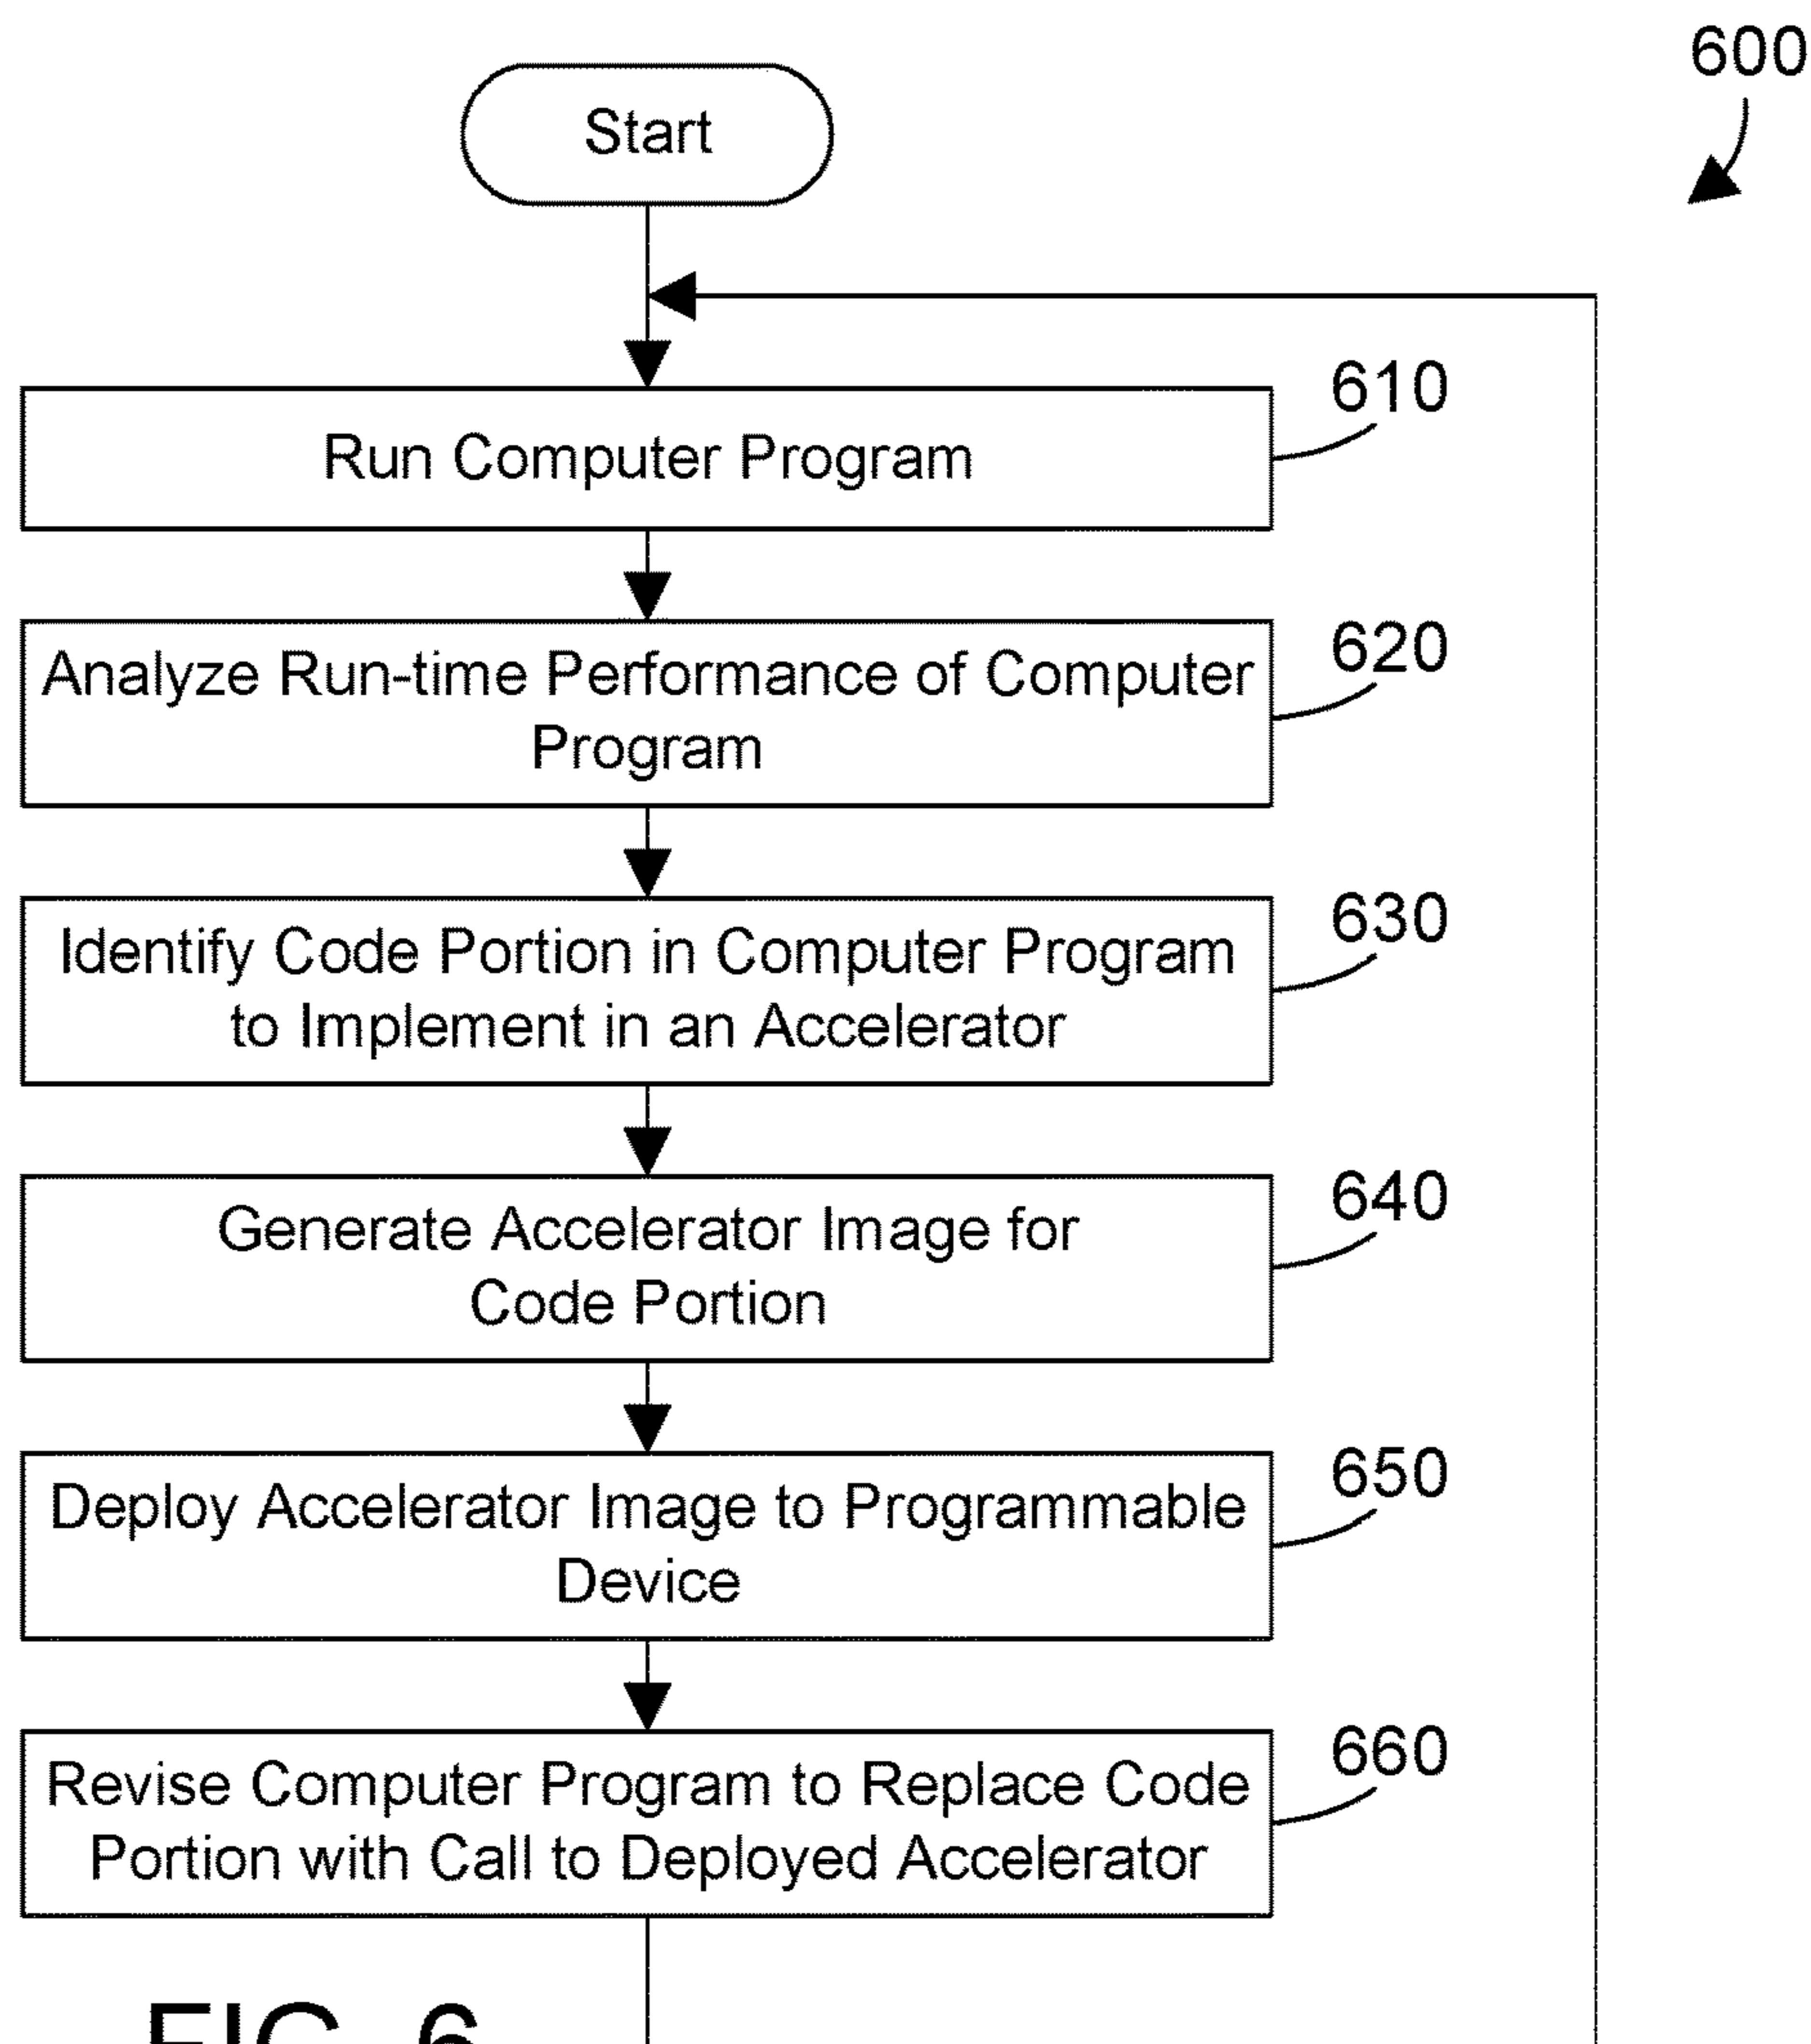 600
Start
610
Run Computer Program
620
Analyze Run-time Performance of Computer
Program
630
Identify Code Portion in Computer Program
to Implement in an Accelerator
640
Generate Accelerator Image for
Code Portion
650
Deploy Accelerator Image to Programmable
Device
660
Revise Computer Program to Replace Code
Portion with Call to Deployed Accelerator
FIG. 6